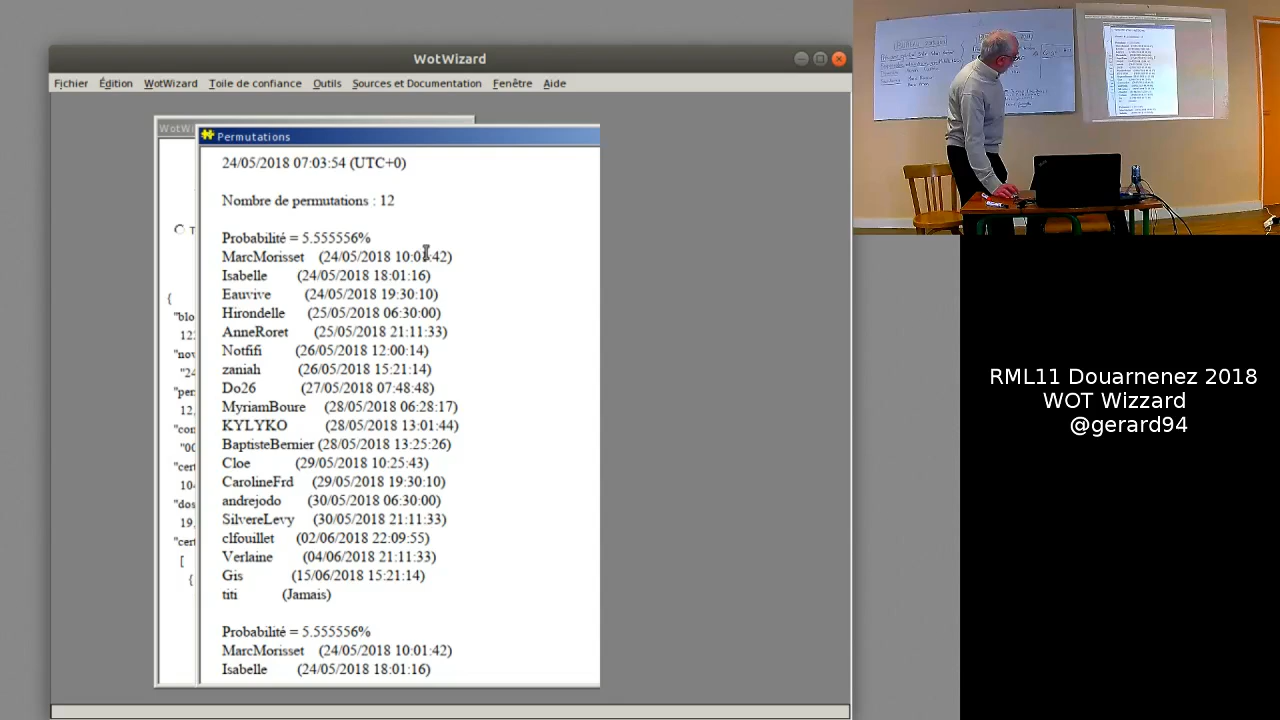 WotWizard
Fichier Édition WotWizard Toile de confiance Outils Sources et Documentation Fenêtre Aide
Permutations
24/05/2018 07:03:54 (UTC+0)
Nombre de permutations : 12
Probabilité = 5.555556%
MarcMorisset (24/05/2018 10:01:42)
Isabelle (24/05/2018 18:01:16)
Eauvive (24/05/2018 19:30:10)
Hirondelle (25/05/2018 06:30:00)
AnneRoret (25/05/2018 21:11:33)
Notfifi (26/05/2018 12:00:14)
zaniah (26/05/2018 15:21:14)
Do26 (27/05/2018 07:48:48)
MyriamBoure (28/05/2018 06:28:17)
KYLYKO (28/05/2018 13:01:44)
BaptisteBernier (28/05/2018 13:25:26)
Cloe (29/05/2018 10:25:43)
CarolineFrd (29/05/2018 19:30:10)
andrejodo (30/05/2018 06:30:00)
SilvereLevy (30/05/2018 21:11:33)
clfouillet (02/06/2018 22:09:55)
Verlaine (04/06/2018 21:11:33)
Gis (15/06/2018 15:21:14)
titi (Jamais)
Probabilité = 5.555556%
MarcMorisset (24/05/2018 10:01:42)
Isabelle (24/05/2018 18:01:16)
RML11 Douarnenez 2018
WOT Wizzard
@gerard94